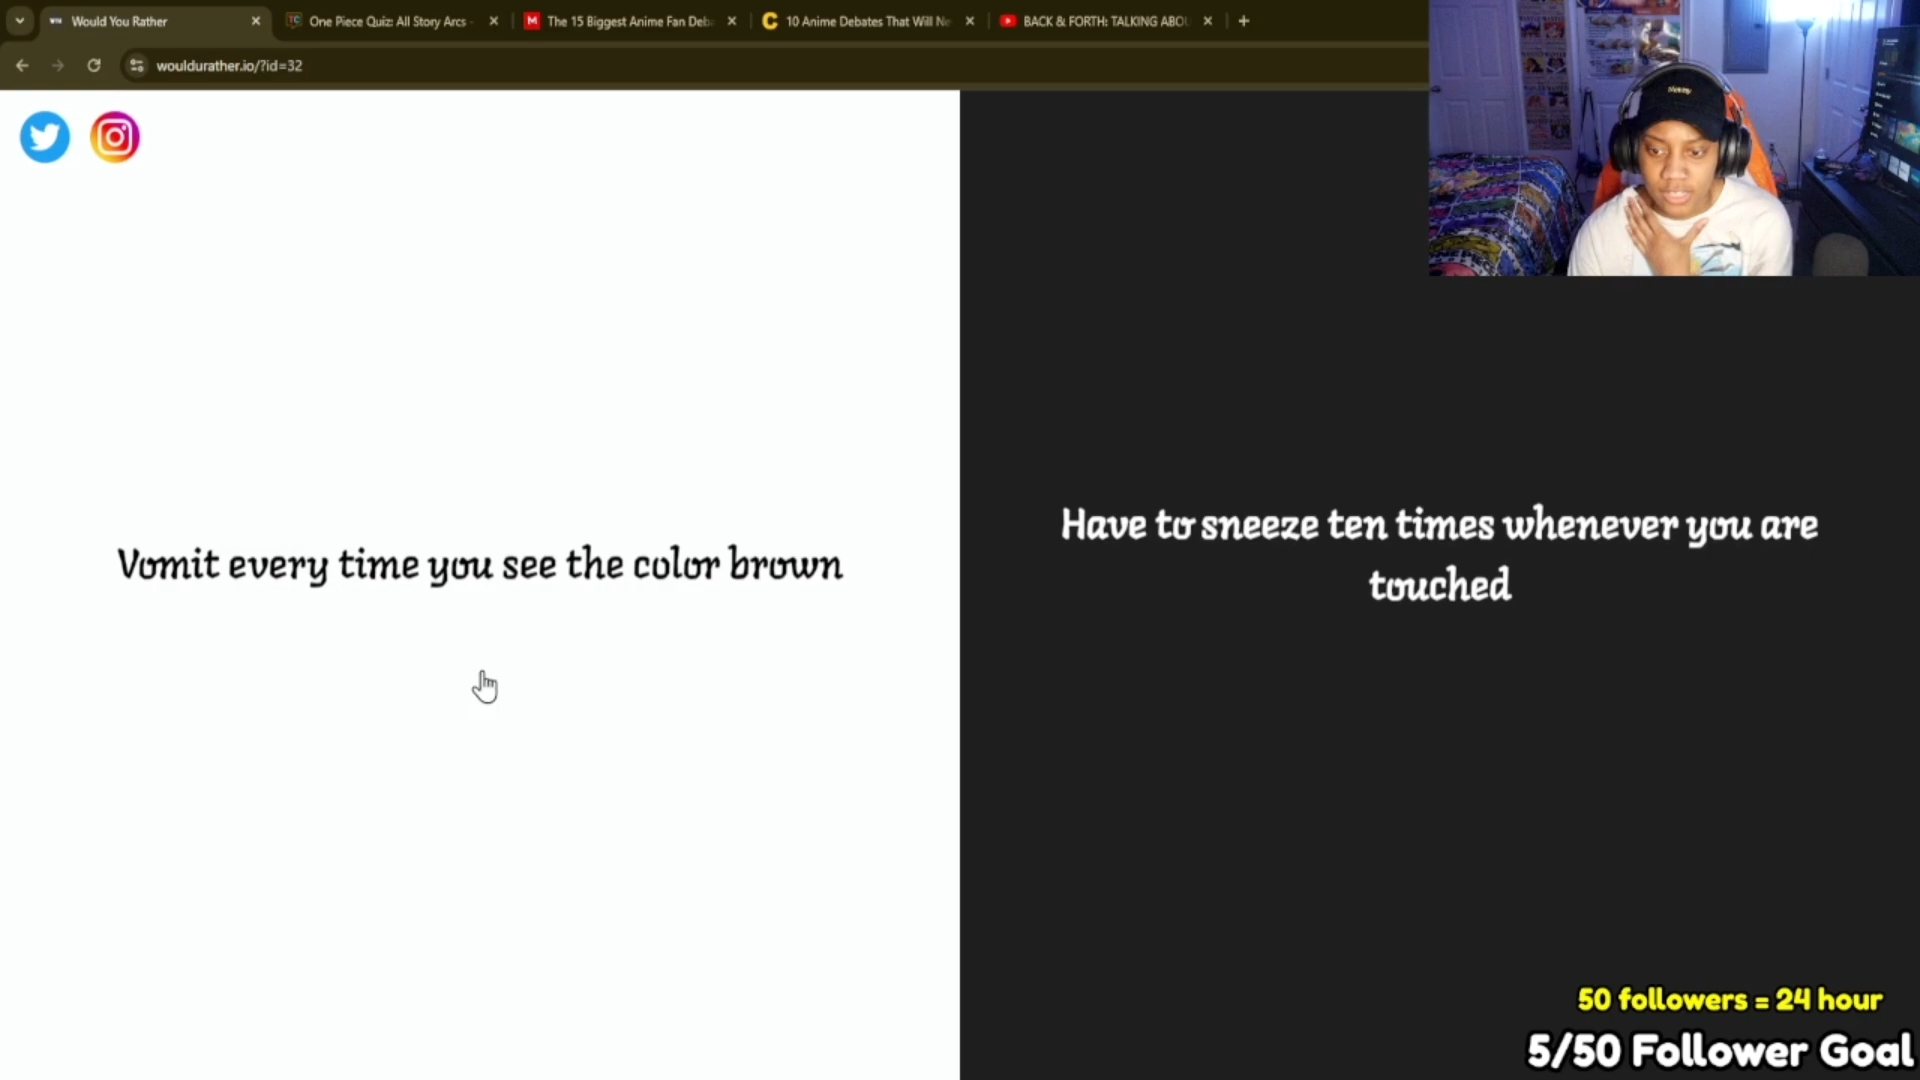 Would You Rather
One Piece Quiz: All Story Arcs -
The 15 Biggest Anime Fan Deb
10 Anime Debates That Will Ne
BACK & FORTH: TALKING ABO
wouldurather.io/?id=32
Vomit every time you see the color brown
Have to sneeze ten times whenever you are
touched
50 followers = 24 hour
5/50 Follower Goal